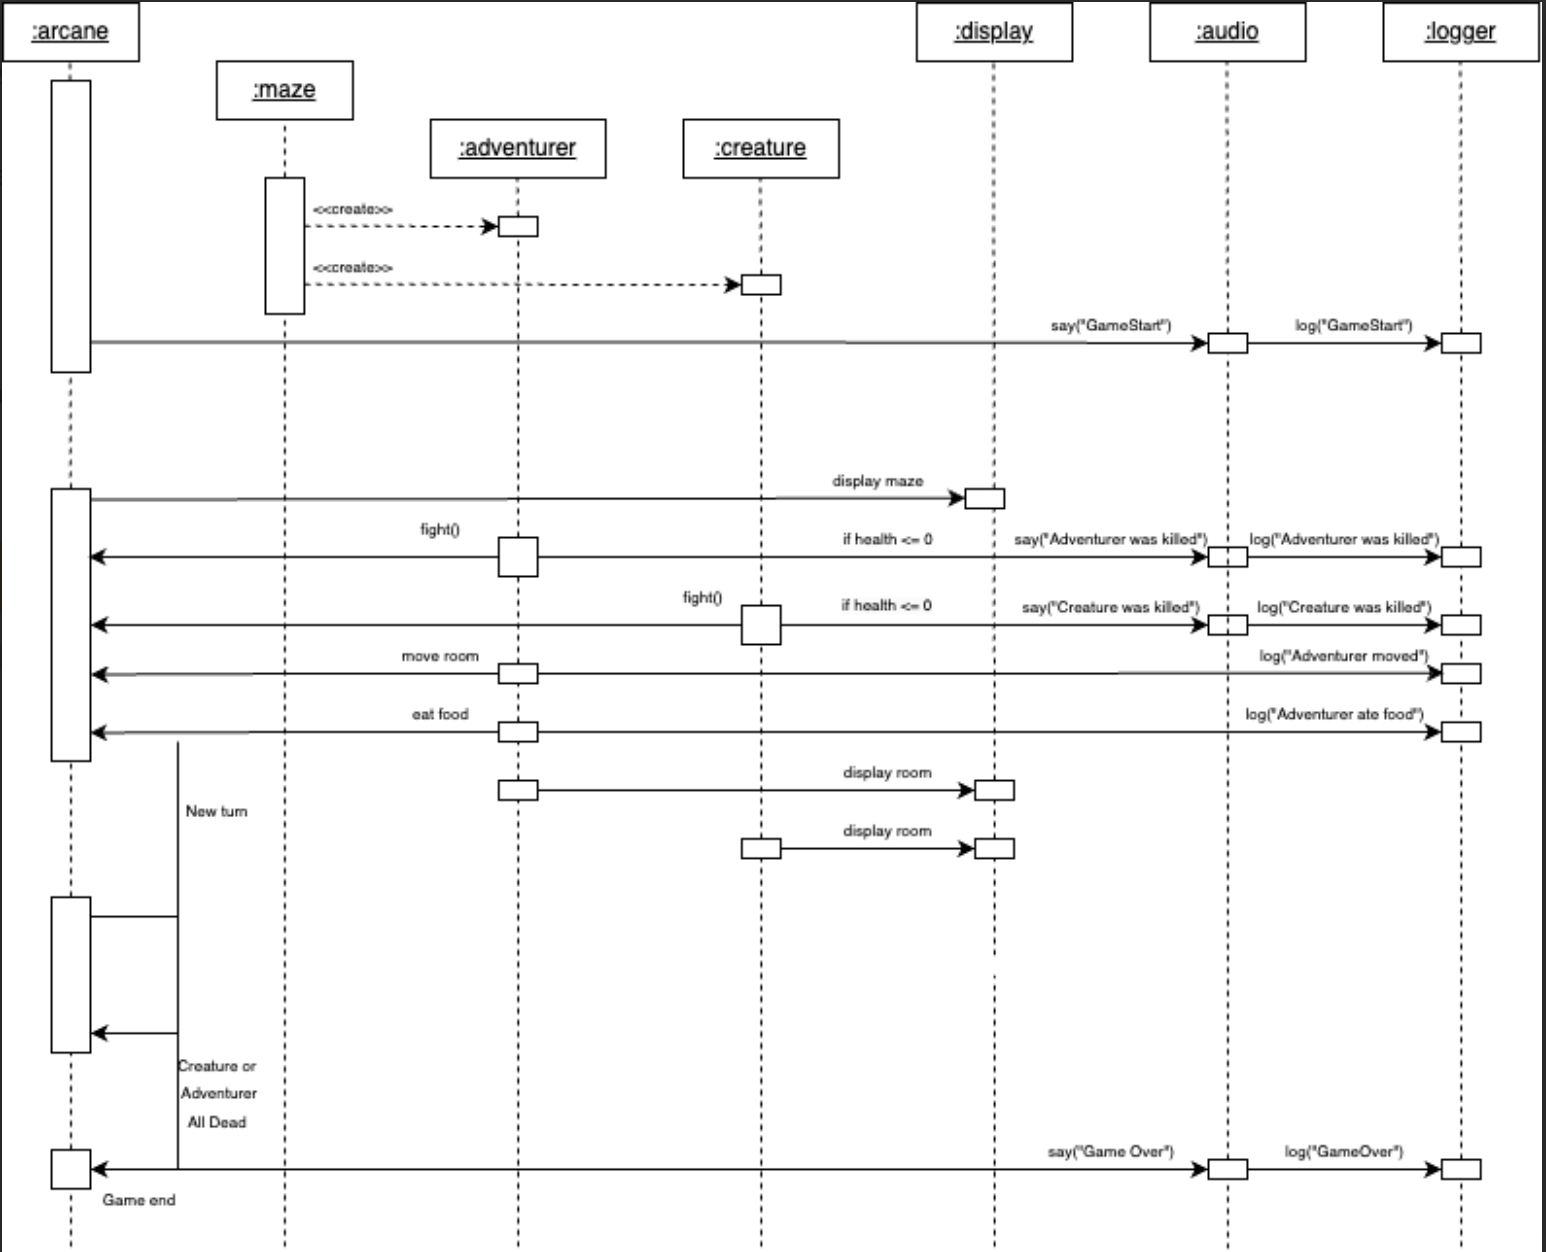 :arcane
:display
:audio
:logger
:maze
:adventurer
:creature
<<create>>
<<create>>
say("GameStart")
log("GameStart")
display maze
fight()
if health <= 0
say("Adventurer was killed")
log("Adventurer was killed")
fight()
if health <= 0
say("Creature was killed")
log("Creature was killed")
move room
log("Adventurer moved")
eat food
log("Adventurer ate food")
display room
New turn
display room
Creature or
Adventurer
All Dead
say("Game Over")
log("GameOver")
Game end